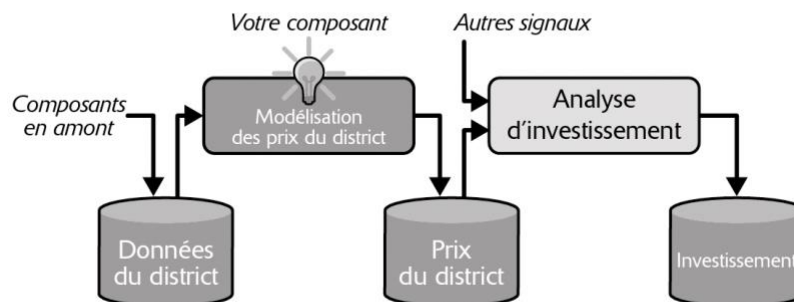 Votre composant
Autres signaux
Composants
en amont
Modélisation
des prix du district
Analyse
d'investissement
Données
du district
Prix
du district
Investissement